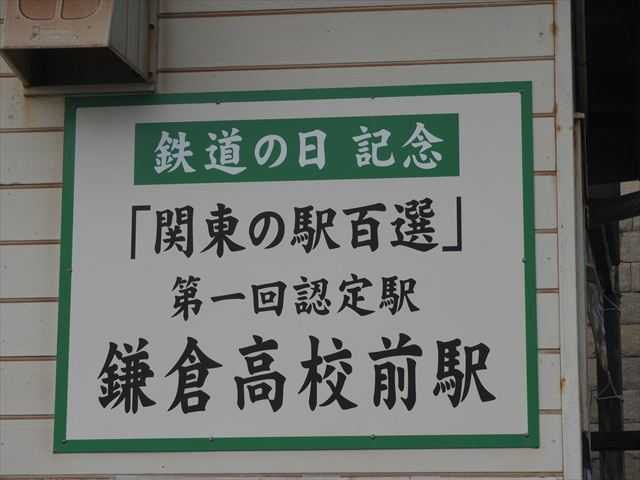 鉄道の日 記念
「関東の駅百選」
第一回認定駅
鎌倉高校前駅